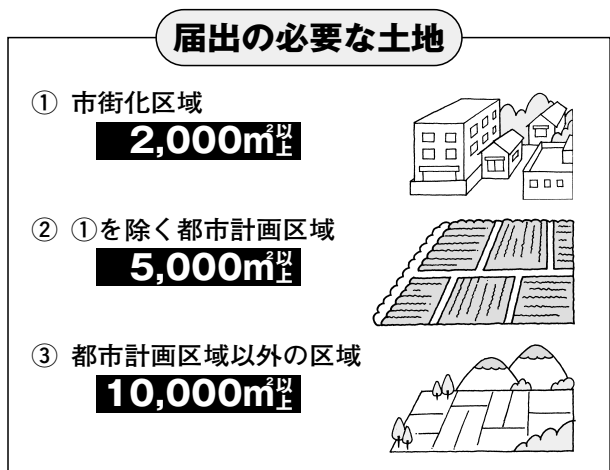 届出の必要な土地
① 市街化区域
2,000㎡以上
② ①を除く都市計画区域
5,000㎡以上
③ 都市計画区域以外の区域
10,000㎡以上